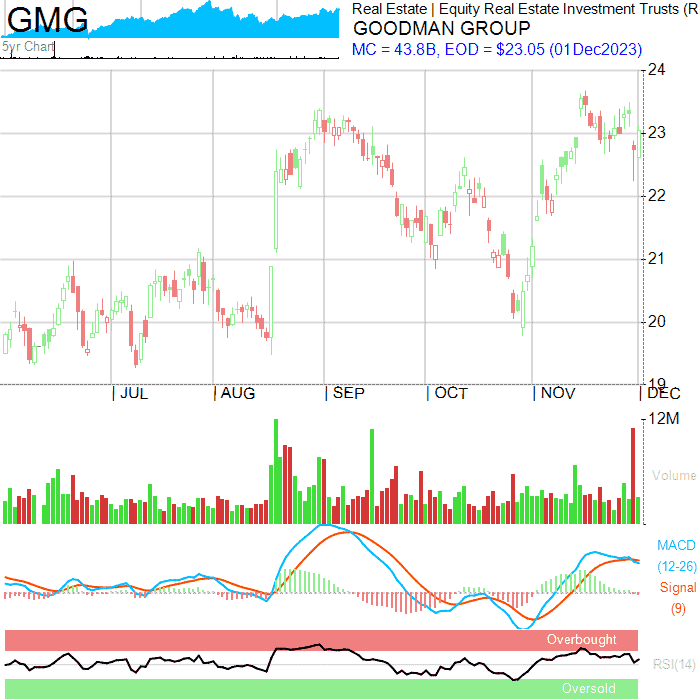 GMG
Real Estate | Equity Real Estate Investment Trusts (R
GOODMAN GROUP
5yr Chart
MC = 43.8B, EOD = $23.05 (01Dec2023)
24
23
22
21
20
19
| JUL | AUG | SEP | OCT | NOV | DEC
12M
Volume
MACD
(12-26)
Signal
(9)
Overbought
RSI(14)
Oversold